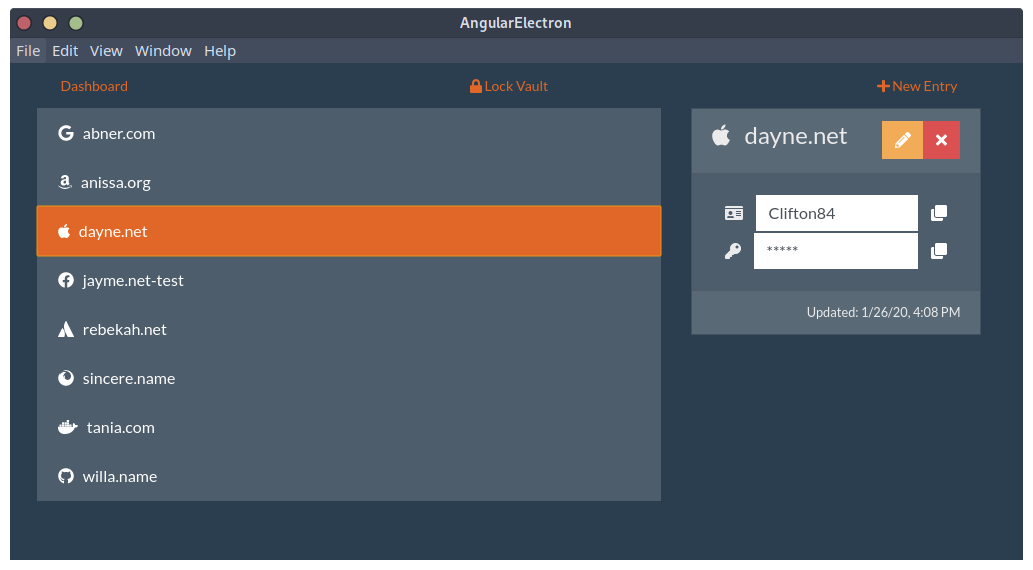 AngularElectron
File Edit View Window Help
Dashboard
Lock Vault
New Entry
abner.com
anissa.org
dayne.net
jayme.net-test
rebekah.net
sincere.name
tania.com
willa.name
dayne.net
Clifton84
*****
Updated: 1/26/20, 4:08 PM